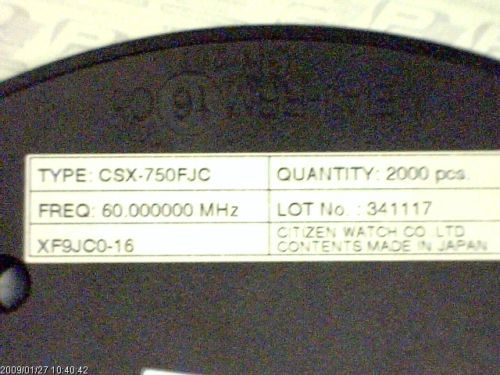 TYPE: CSX-750FJC
QUANTITY: 2000 pcs.
FREQ: 60.000000 MHz
LOT No. : 341117
XF9JC0-16
CITIZEN WATCH CO. LTD
CONTENTS MADE IN JAPAN
2009/01/27 10:40:42